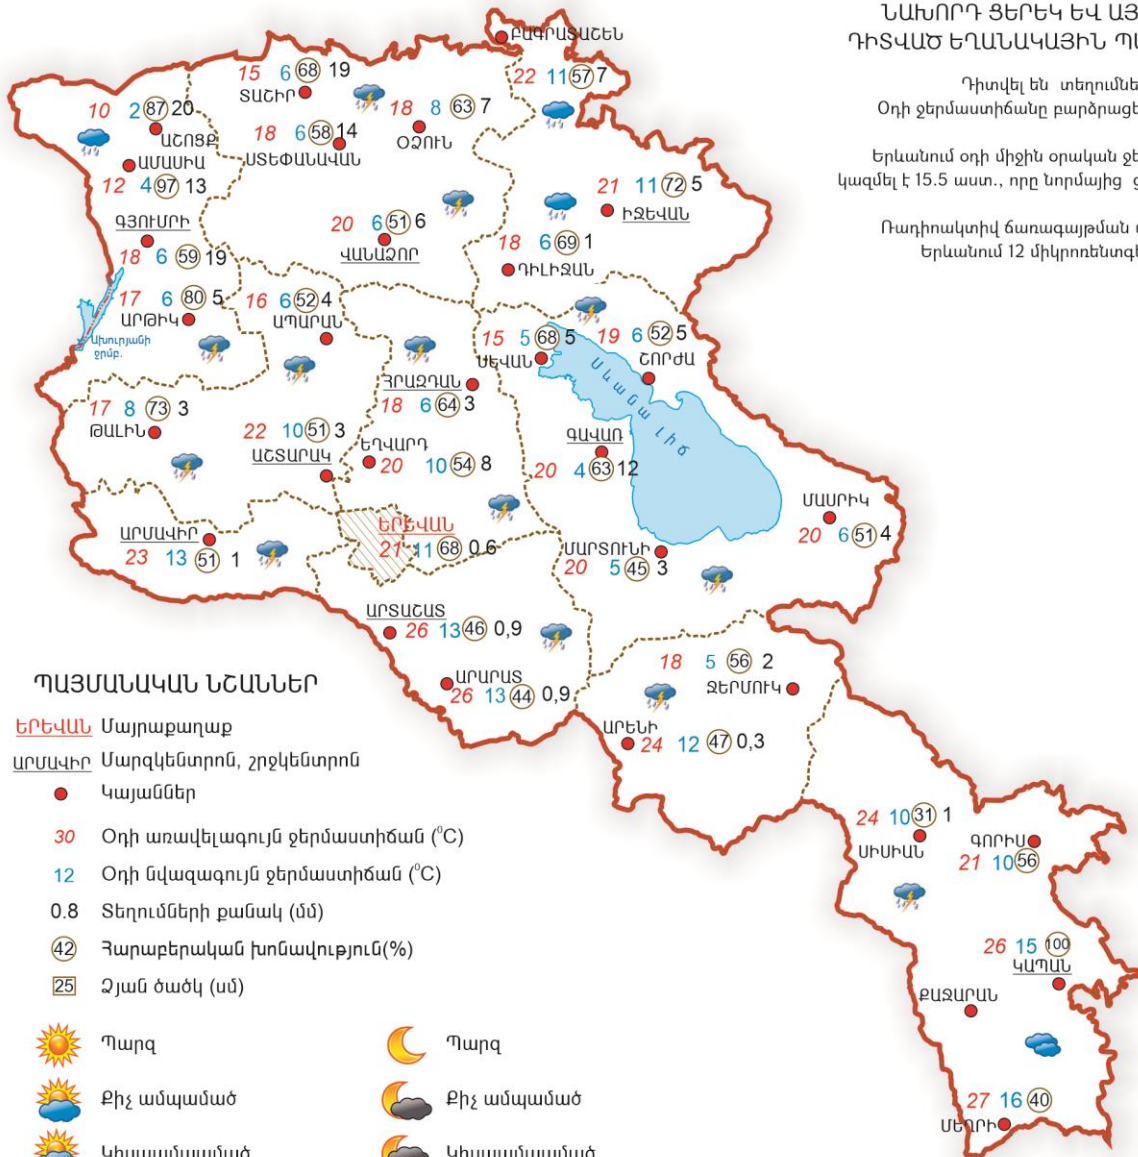 ՆԱԽՈՐԴ ՑԵՐԵԿ ԵՎ
ԴԻՏՎԱԾ ԵՂԱՆԱԿԱՅԻՆ
Դիտվել են
Օդի ջերմաստիճանը
Երևանում օդի միջին օրական
կազմել է 15.5 աստ., որը նորմայից
Ռադիոակտիվ ճառագայթման
Երևանում 12
ԲԱԳՐԱՏԱՇԵՆ
22 11 57 7
15 6 68 19
ՏԱՇԻՐ
10 2 87 20
ԱՇՈՑՔ
18 8 63 7
ՕՁՈՒՆ
18 6 58 14
ՍՏԵՓԱՆԱՎԱՆ
ԱՄԱՍԻԱ
12 4 97 13
21 11 72 5
ԻՋԵՎԱՆ
ԳՅՈՒՄՐԻ
18 6 59 19
20 6 51 6
ՎԱՆԱՁՈՐ
18 6 69 1
ԴԻԼԻՋԱՆ
17 6 80 5
ԱՐԹԻԿ
16 6 52 4
ԱՊԱՐԱՆ
Ախուրյանի
ջրմբ.
15 5 68 5
ՍԵՎԱՆ
19 6 52 5
ՇՈՐԺԱ
Սևանա լիճ
ՀՐԱԶԴԱՆ
18 6 64 3
17 8 73 3
ԹԱԼԻՆ
22 10 51 3
ԱՇՏԱՐԱԿ
ԵՂՎԱՐԴ
20 10 54 8
ԳԱՎԱՌ
20 4 63 12
ՄԱՍՐԻԿ
20 6 51 4
ԵՐԵՎԱՆ
21 11 68 0.6
ԱՐՄԱՎԻՐ
23 13 51 1
ՄԱՐՏՈՒՆԻ
20 5 45 3
ԱՐՏԱՇԱՏ
26 13 46 0,9
ԱՐԱՐԱՏ
26 13 44 0,9
18 5 56 2
ՋԵՐՄՈՒԿ
ԱՐԵՆԻ
24 12 47 0,3
24 10 31 1
ՍԻՍԻԱՆ
ԳՈՐԻՍ
21 10 56
26 15 100
ԿԱՊԱՆ
ՔԱՋԱՐԱՆ
27 16 40
ՄԵՂՐԻ
ՊԱՅՄԱՆԱԿԱՆ ՆՇԱՆՆԵՐ
ԵՐԵՎԱՆ Մայրաքաղաք
ԱՐՄԱՎԻՐ Մարզկենտրոն, շրջկենտրոն
Կայաններ
30 Օդի առավելագույն ջերմաստիճան (⁰C)
12 Օդի նվազագույն ջերմաստիճան (⁰C)
0.8 Տեղումների քանակ (մմ)
42 Հարաբերական խոնավություն(%)
25 Ձյան ծածկ (սմ)
Պարզ Պարզ
Քիչ ամպամած Քիչ ամպամած